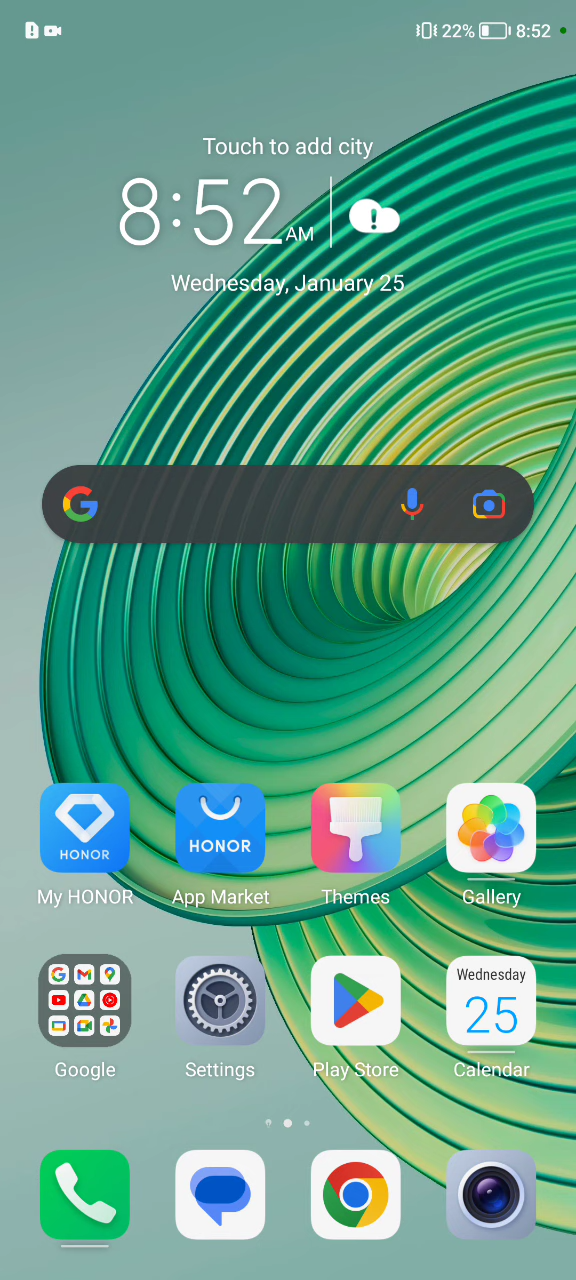 22% 8:52
Touch to add city
8:52 AM
Wednesday, January 25
HONOR
HONOR
My HONOR App Market Themes Gallery
Wednesday
25
Google Settings Play Store Calendar